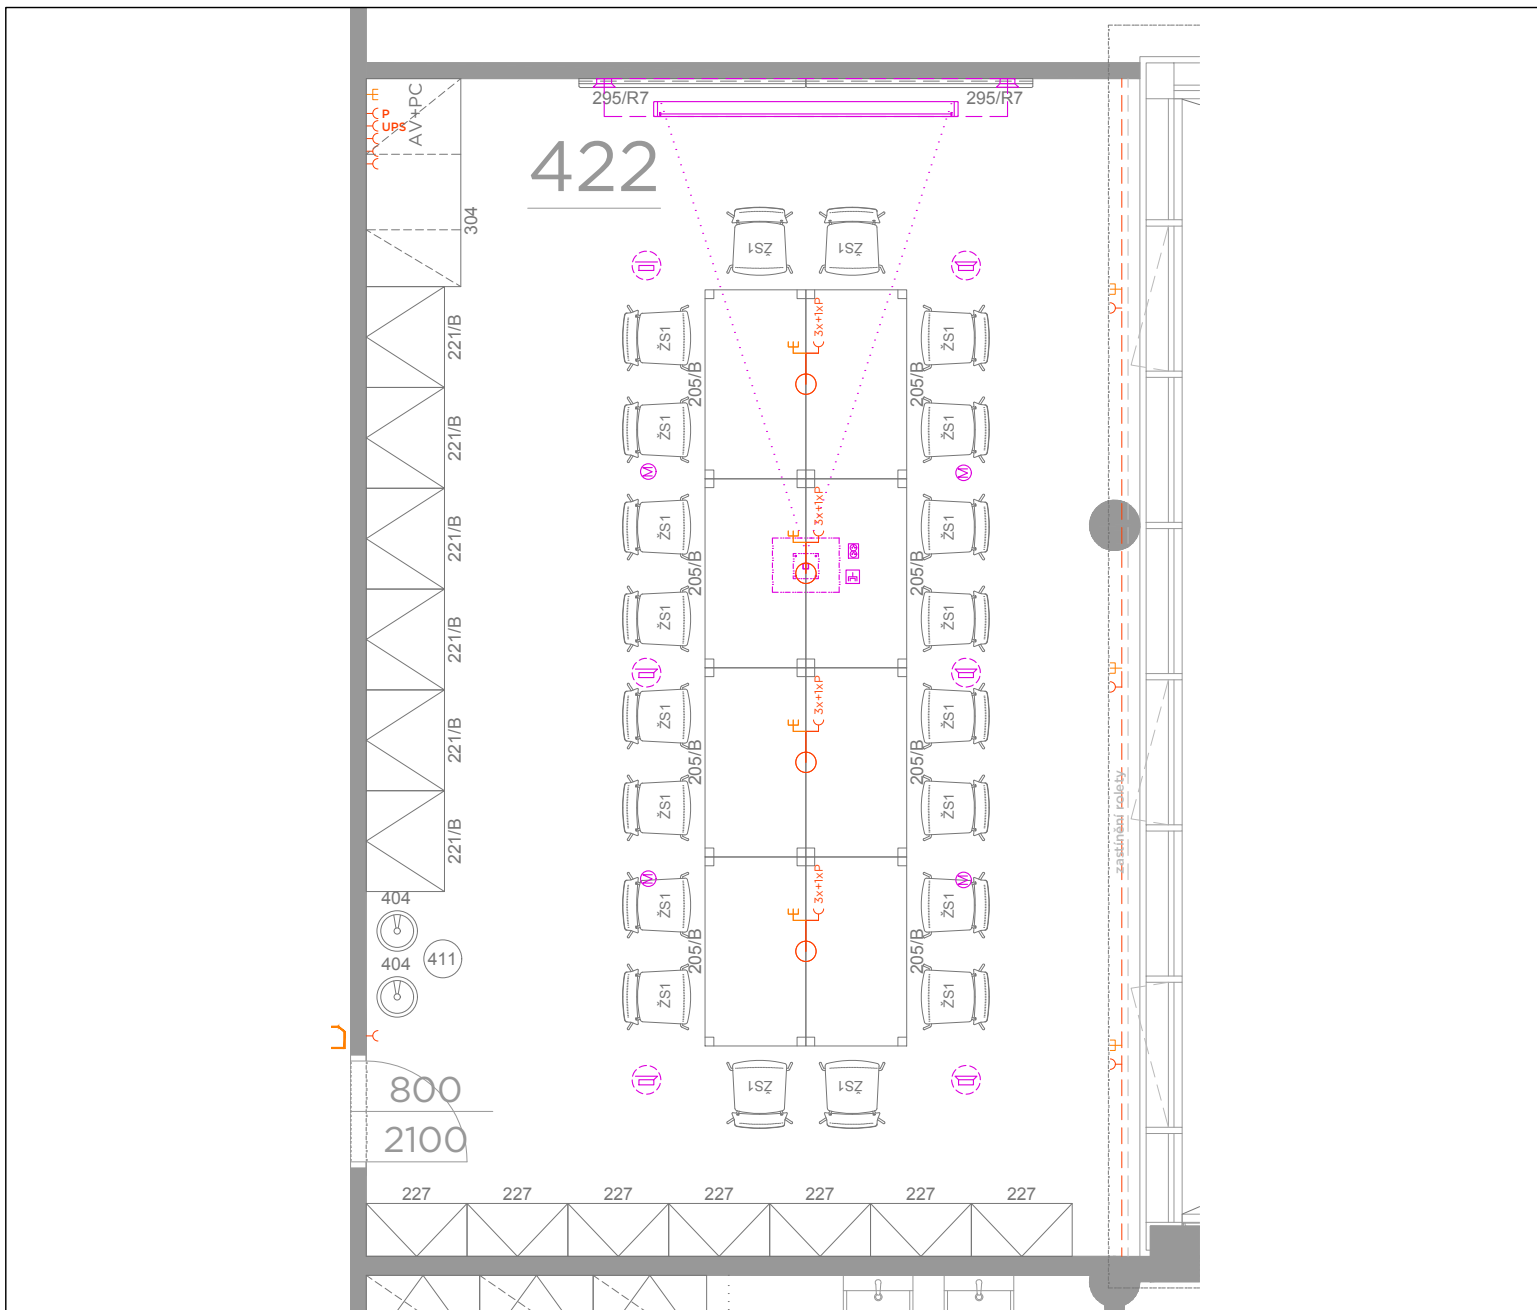 295/R7
295/R7
P
UPS
AV+PC
422
304
ŽS1
ŽS1
221/B
221/B
221/B
221/B
221/B
221/B
ŽS1
ŽS1
ŽS1
ŽS1
ŽS1
ŽS1
ŽS1
ŽS1
205/B
205/B
205/B
205/B
E
3x+1xP
E
3x+1xP
E
3x+1xP
E
3x+1xP
205/B
205/B
205/B
205/B
ŽS1
ŽS1
ŽS1
ŽS1
ŽS1
ŽS1
ŽS1
ŽS1
M
M
M
M
zastínění rolety
404
411
404
ŽS1
ŽS1
800
2100
227
227
227
227
227
227
227